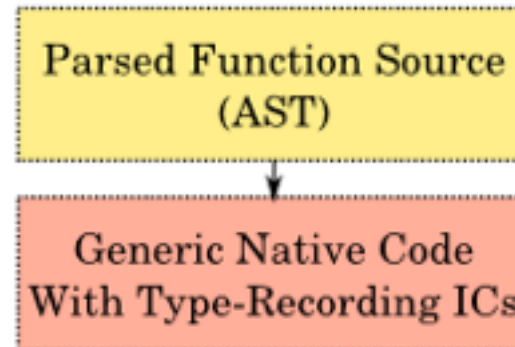 Parsed Function Source
(AST)
Generic Native Code
With Type-Recording ICs